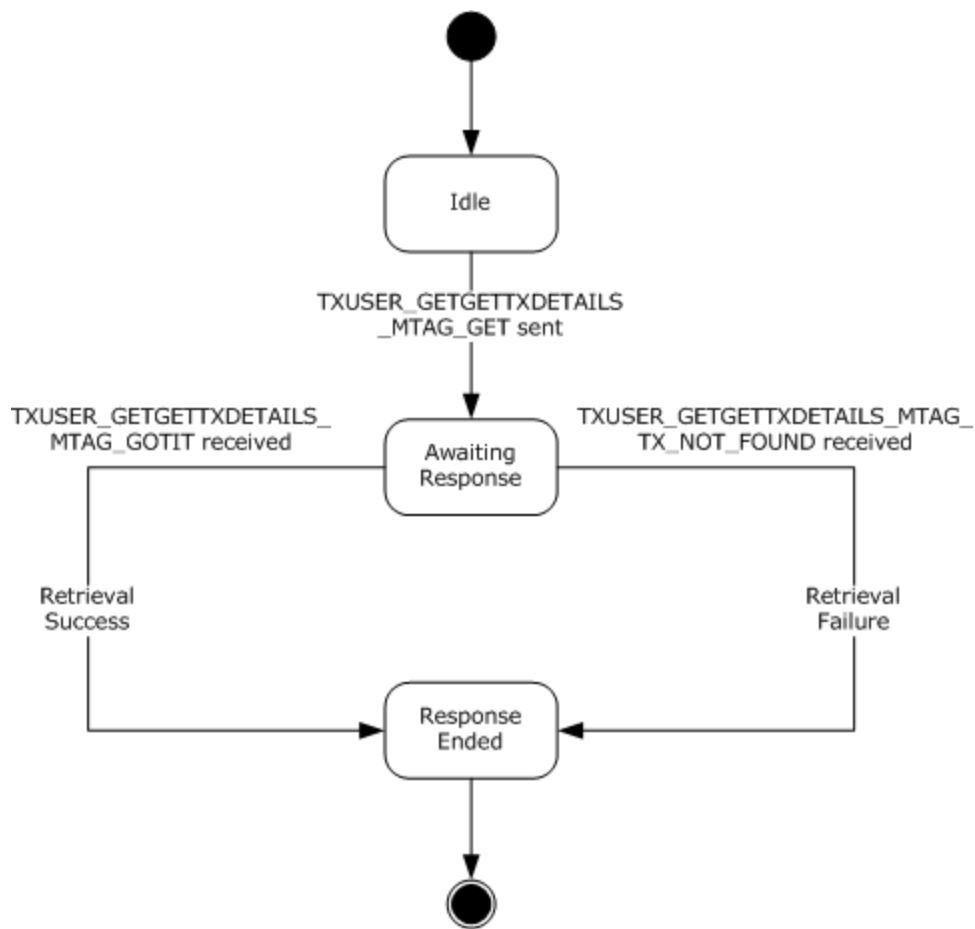 Idle
TXUSER_GETGETTXDETAILS
_MTAG_GET sent
TXUSER_GETGETTXDETAILS_
MTAG_GOTIT received
TXUSER_GETGETTXDETAILS_MTAG_
TX_NOT_FOUND received
Awaiting
Response
Retrieval
Success
Retrieval
Failure
Response
Ended